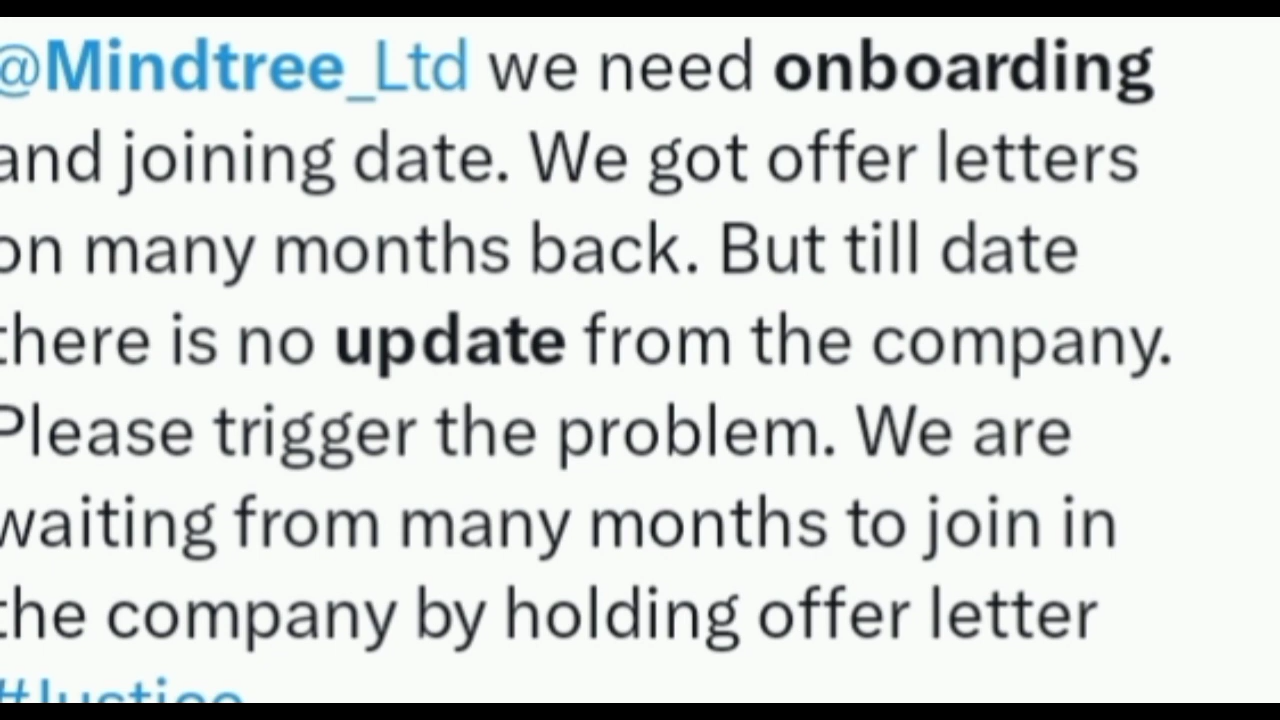 @Mindtree_Ltd we need onboarding
and joining date. We got offer letters
on many months back. But till date
there is no update from the company.
Please trigger the problem. We are
waiting from many months to join in
the company by holding offer letter
#Justice